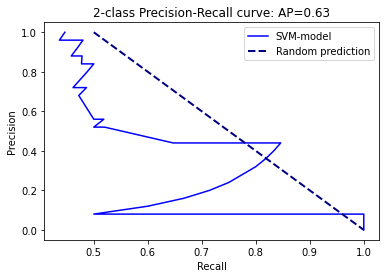 2-class Precision-Recall curve: AP=0.63
SVM-model
Random prediction
Precision
1.0
0.8
0.6
0.4
0.2
0.0
0.5 0.6 0.7 0.8 0.9 1.0
Recall